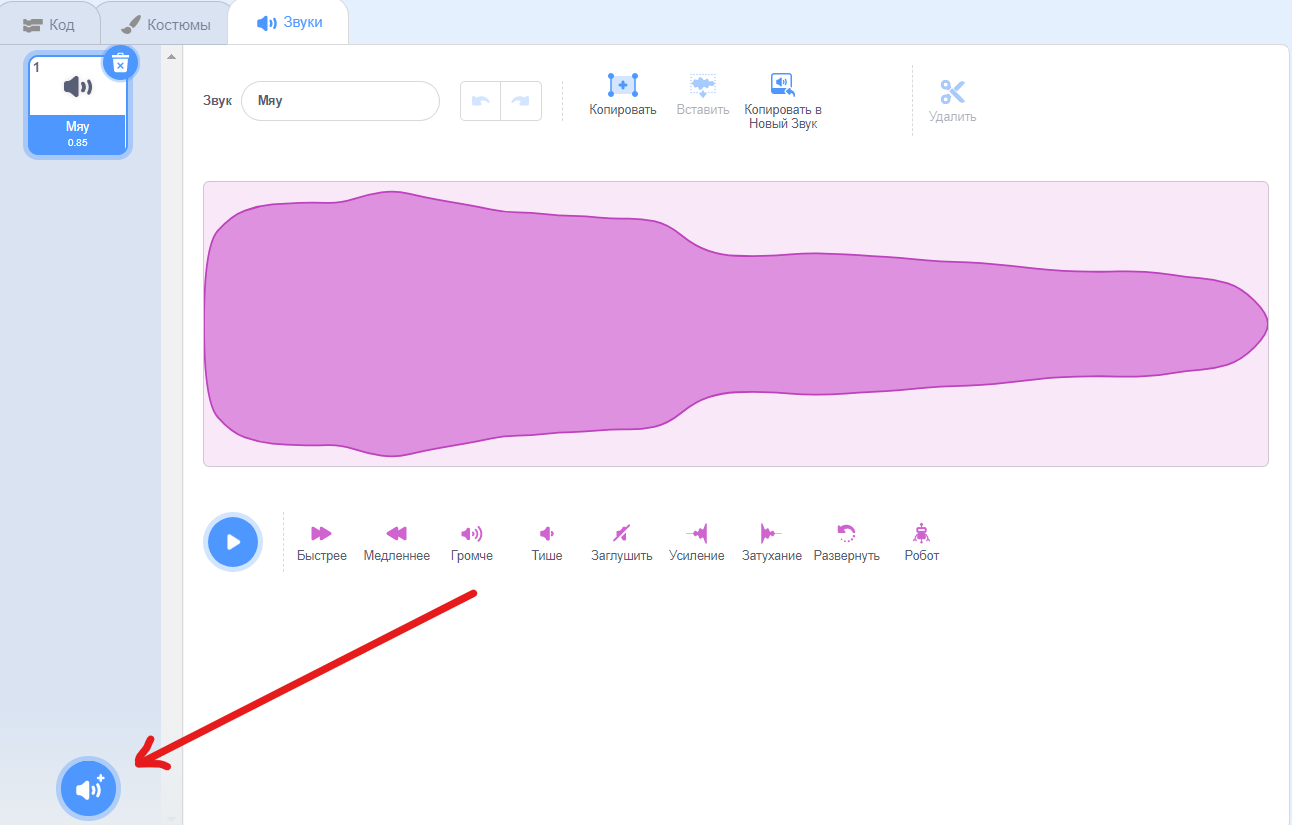 Код
Костюмы
Звуки
1
Мяу
0.85
Звук
Мяу
Копировать
Вставить
Копировать в
Новый Звук
Удалить
Быстрее
Медленнее
Громче
Тише
Заглушить
Усиление
Затухание
Развернуть
Робот